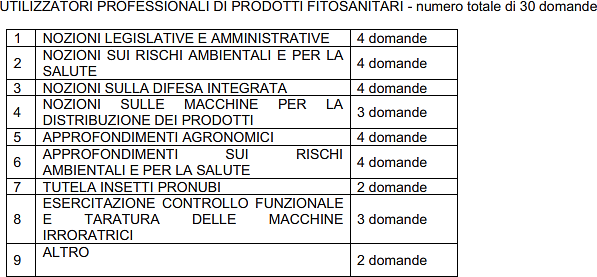 UTILIZZATORI PROFESSIONALI DI PRODOTTI FITOSANITARI - numero totale di 30 domande
1 NOZIONI LEGISLATIVE E AMMINISTRATIVE 4 domande
2 NOZIONI SUI RISCHI AMBIENTALI E PER LA
SALUTE 4 domande
3 NOZIONI SULLA DIFESA INTEGRATA 4 domande
4 NOZIONI SULLE MACCHINE PER LA
DISTRIBUZIONE DEI PRODOTTI 3 domande
5 APPROFONDIMENTI AGRONOMICI 4 domande
6 APPROFONDIMENTI SUI RISCHI
AMBIENTALI E PER LA SALUTE 4 domande
7 TUTELA INSETTI PRONUBI 2 domande
8 ESERCITAZIONE CONTROLLO FUNZIONALE
E TARATURA DELLE MACCHINE
IRRORATRICI 3 domande
9 ALTRO 2 domande